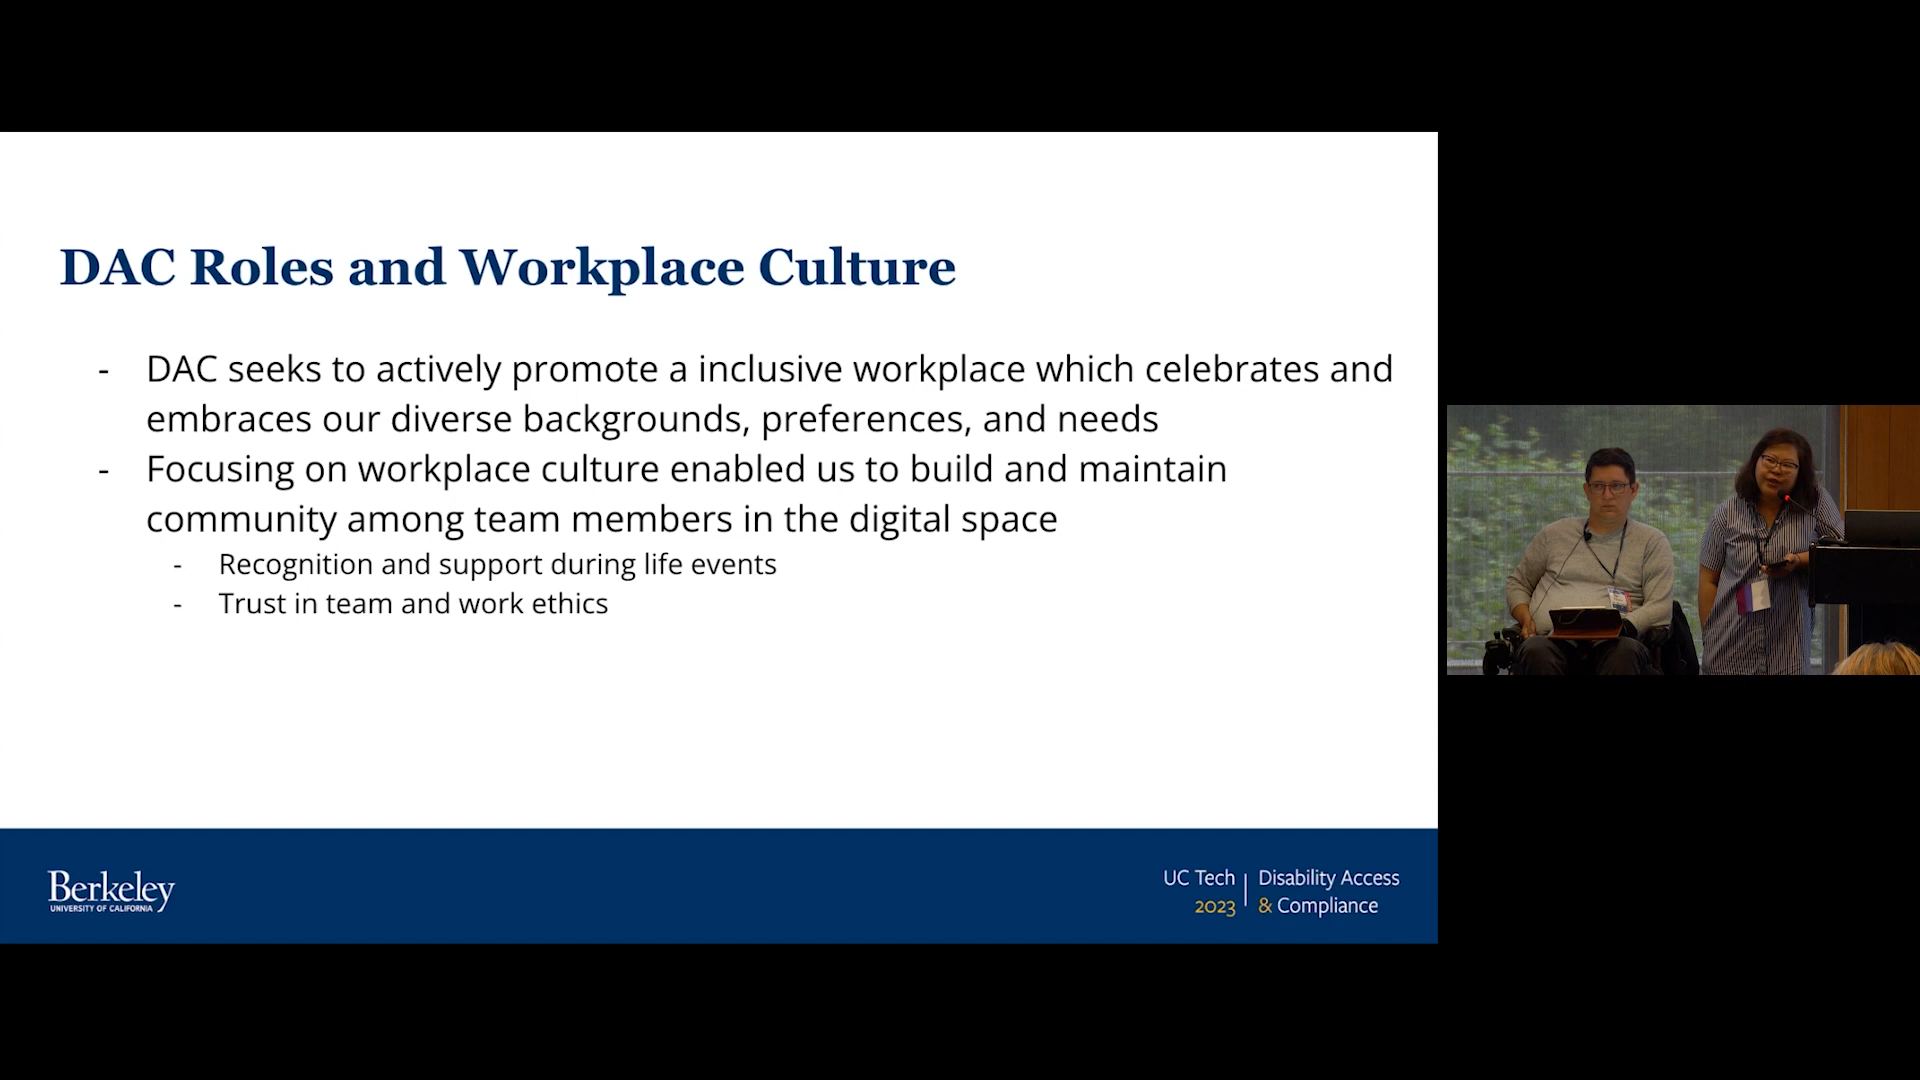 DAC Roles and Workplace Culture
- DAC seeks to actively promote a inclusive workplace which celebrates and
embraces our diverse backgrounds, preferences, and needs
- Focusing on workplace culture enabled us to build and maintain
community among team members in the digital space
- Recognition and support during life events
- Trust in team and work ethics
Berkeley
UNIVERSITY OF CALIFORNIA
UC Tech
2023
Disability Access
& Compliance